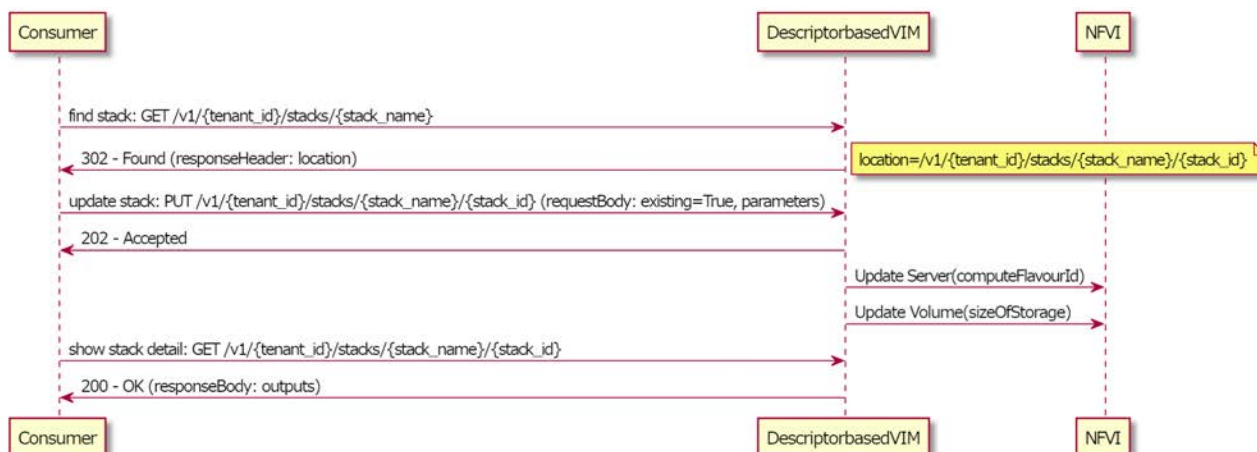 Consumer
DescriptorbasedVIM
NFVI
find stack: GET /v1/{tenant_id}/stacks/{stack_name}
302 - Found (responseHeader: location)
location=/v1/{tenant_id}/stacks/{stack_name}/{stack_id}
update stack: PUT /v1/{tenant_id}/stacks/{stack_name}/{stack_id} (requestBody: existing=True, parameters)
202 - Accepted
Update Server(computeFlavourId)
Update Volume(sizeOfStorage)
show stack detail: GET /v1/{tenant_id}/stacks/{stack_name}/{stack_id}
200 - OK (responseBody: outputs)
Consumer
DescriptorbasedVIM
NFVI